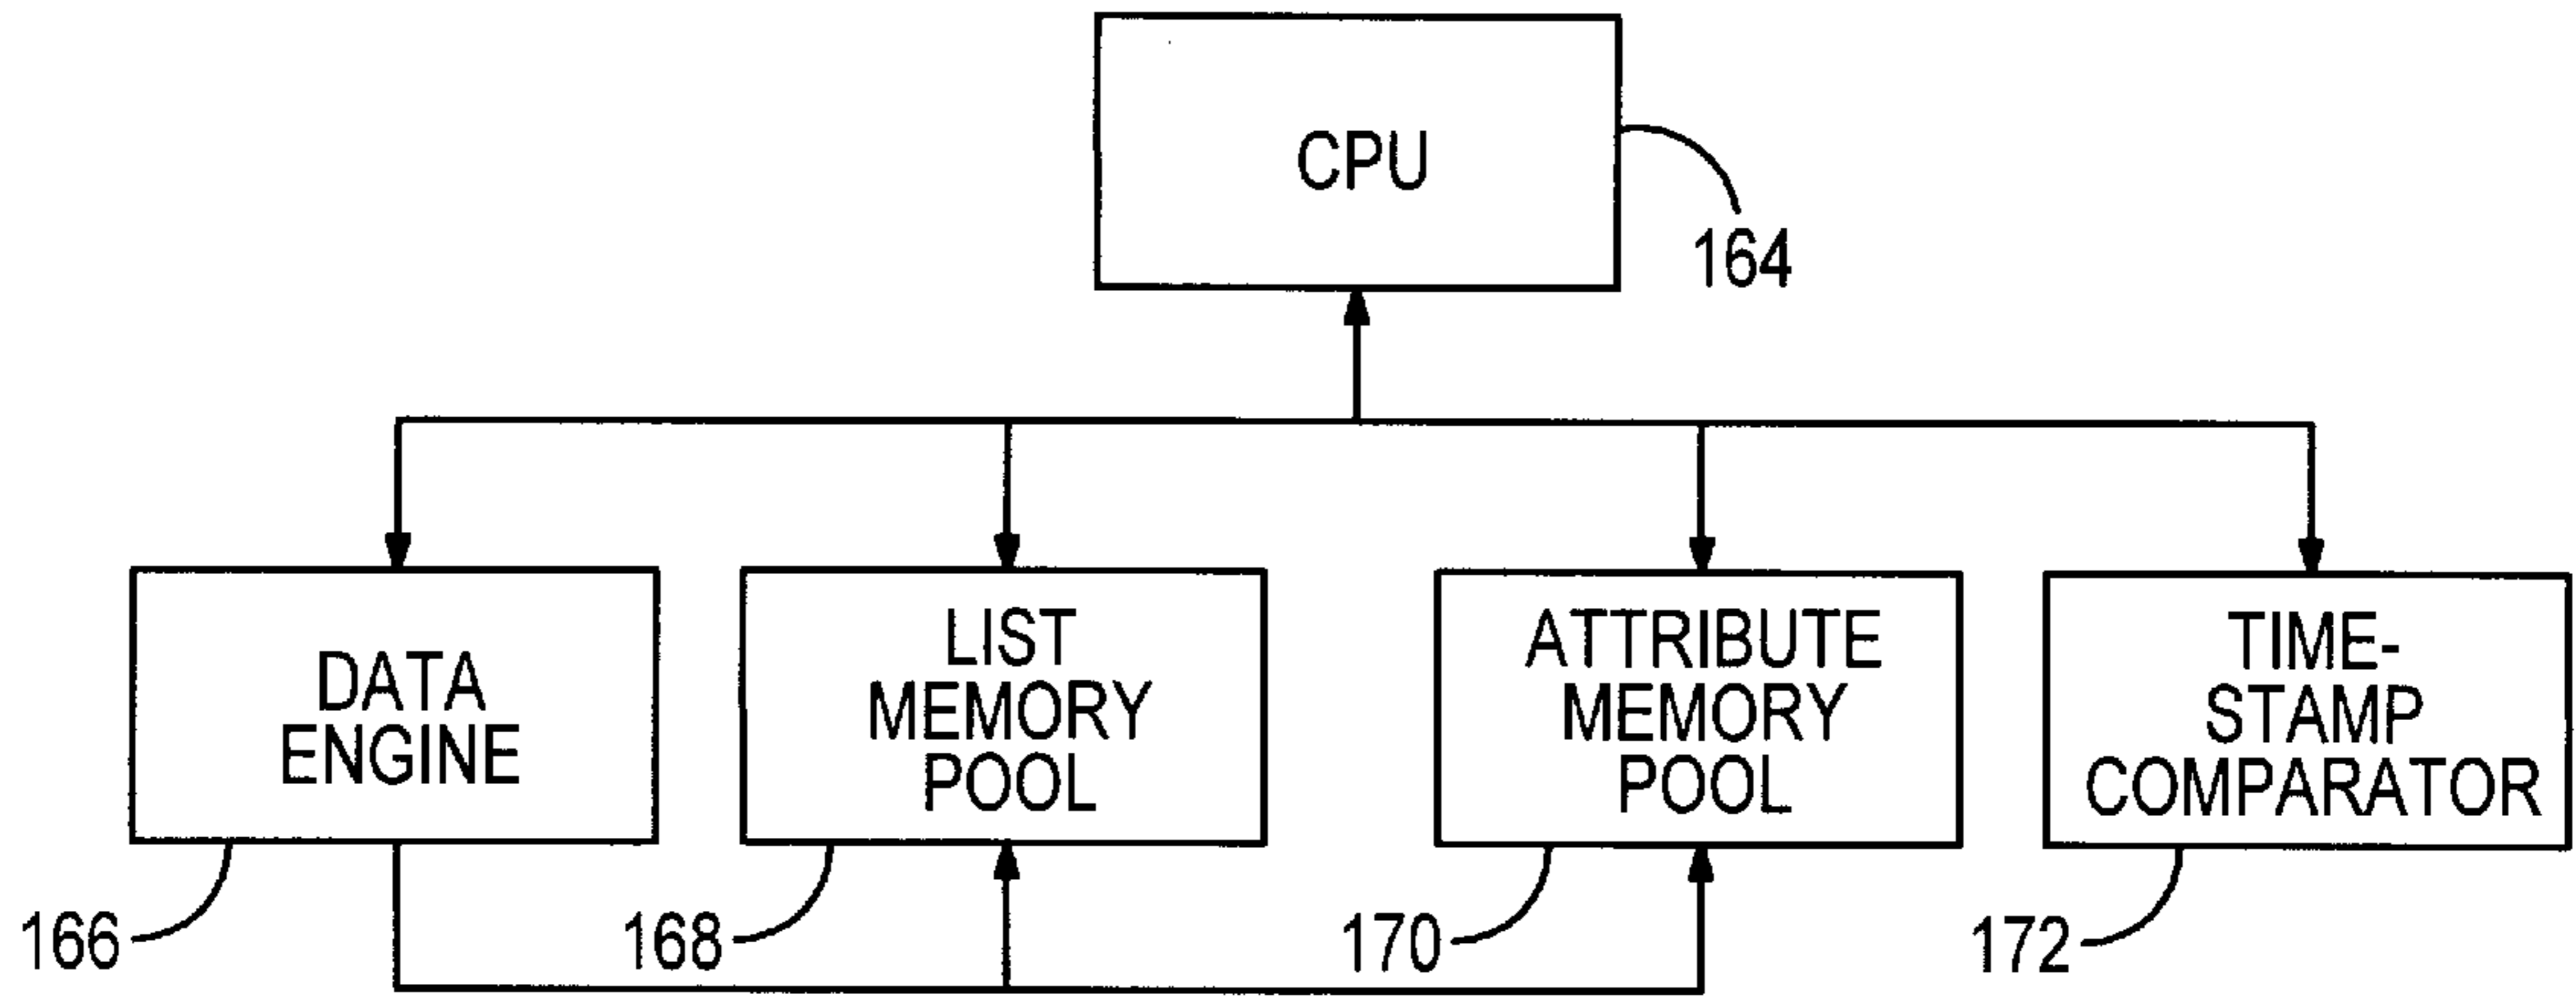 CPU
164
DATA
ENGINE
LIST
MEMORY
POOL
ATTRIBUTE
MEMORY
POOL
TIME-
STAMP
COMPARATOR
166
168
170
172